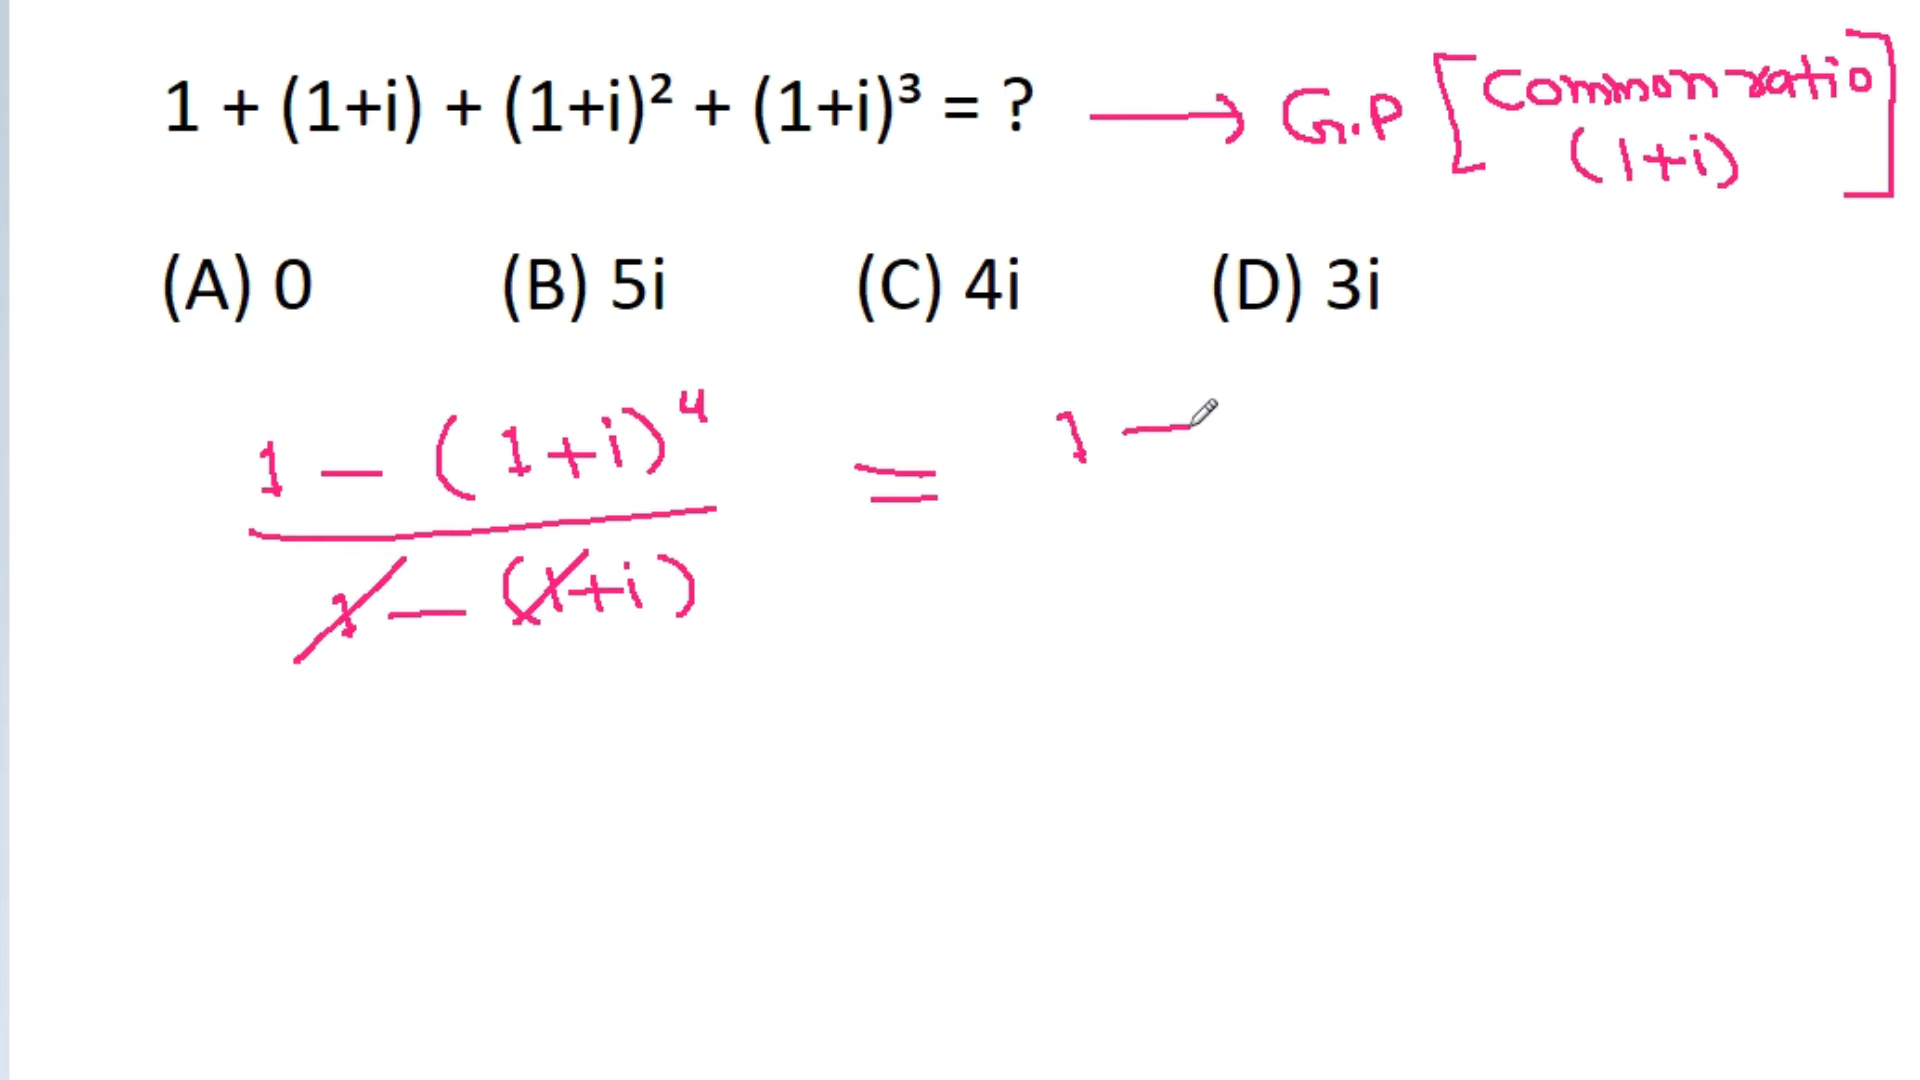 1 + (1+i) + (1+i)² + (1+i)³ = ? → G.P [Common ratio
(1+i)]
(A) 0 (B) 5i (C) 4i (D) 3i
1 — (1+i)⁴ = 1 —
1 — (1+i)